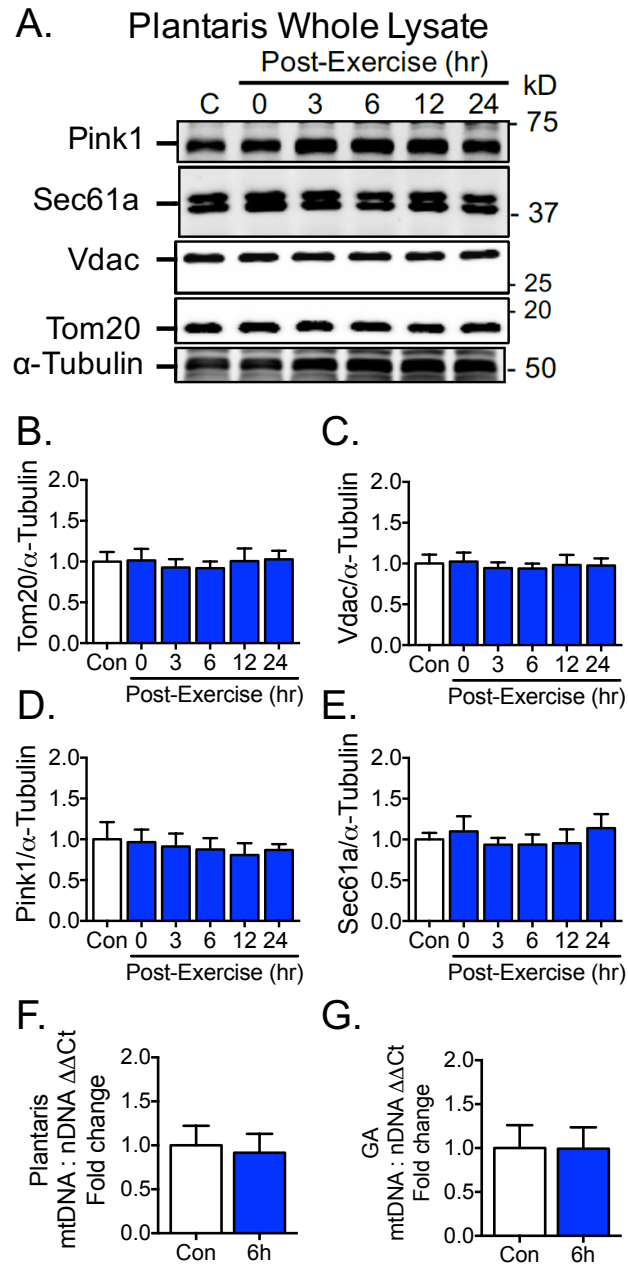 A. Plantaris Whole Lysate
Post-Exercise (hr)
kD
C 0 3 6 12 24
75
Pink1
Sec61a
- 37
Vdac
- 25
- 20
Tom20
α-Tubulin
- 50
B.
Tom20/α-Tubulin
2.0
1.5
1.0
0.5
0.0
Con 0 3 6 12 24
Post-Exercise (hr)
C.
Vdac/α-Tubulin
2.0
1.5
1.0
0.5
0.0
Con 0 3 6 12 24
Post-Exercise (hr)
D.
Pink1/α-Tubulin
2.0
1.5
1.0
0.5
0.0
Con 0 3 6 12 24
Post-Exercise (hr)
E.
Sec61a/α-Tubulin
2.0
1.5
1.0
0.5
0.0
Con 0 3 6 12 24
Post-Exercise (hr)
F.
Plantaris
mtDNA : nDNA ΔΔCt
Fold change
2.0
1.5
1.0
0.5
0.0
Con 6h
G.
GA
mtDNA : nDNA ΔΔCt
Fold change
2.0
1.5
1.0
0.5
0.0
Con 6h